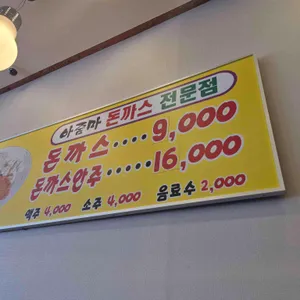 아줌마 돈까스 전문점
돈까스····9,000
돈까스안주·····16,000
맥주 4,000 소주 4,000 음료수 2,000